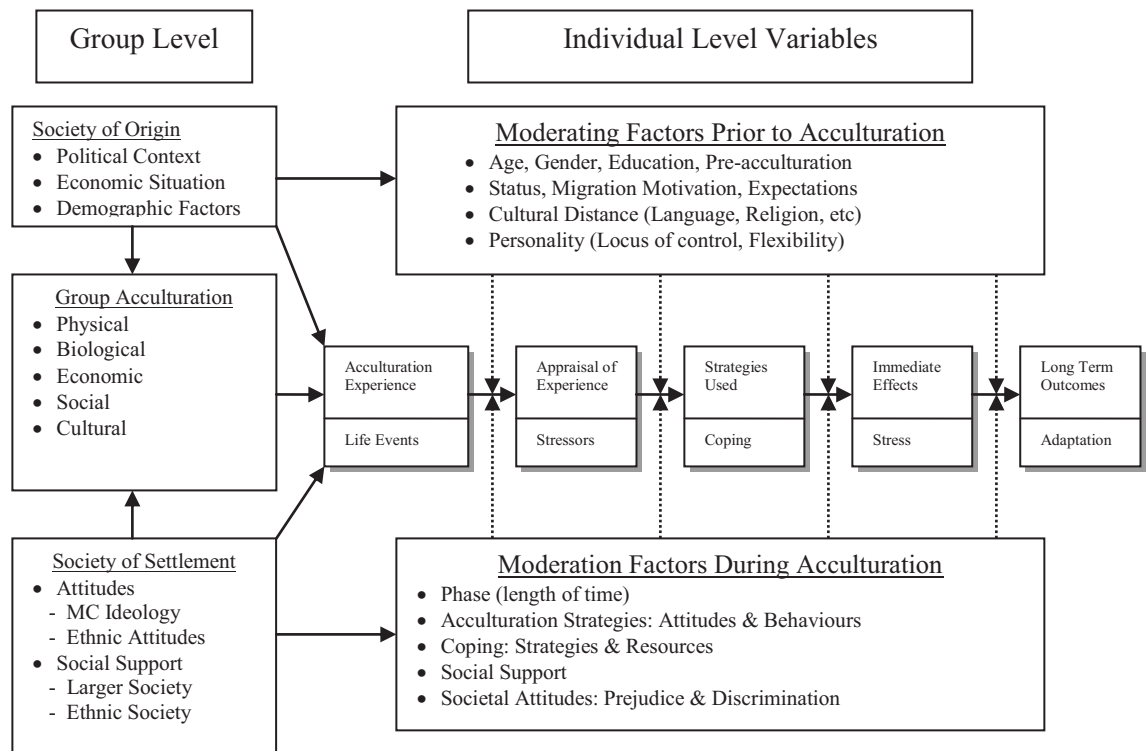 Group Level
Individual Level Variables
Society of Origin
• Political Context
• Economic Situation
• Demographic Factors
Moderating Factors Prior to Acculturation
• Age, Gender, Education, Pre-acculturation
• Status, Migration Motivation, Expectations
• Cultural Distance (Language, Religion, etc)
• Personality (Locus of control, Flexibility)
Group Acculturation
• Physical
• Biological
• Economic
• Social
• Cultural
Acculturation
Experience
Life Events
Appraisal of
Experience
Stressors
Strategies
Used
Coping
Immediate
Effects
Stress
Long Term
Outcomes
Adaptation
Society of Settlement
• Attitudes
- MC Ideology
- Ethnic Attitudes
• Social Support
- Larger Society
- Ethnic Society
Moderation Factors During Acculturation
• Phase (length of time)
• Acculturation Strategies: Attitudes & Behaviours
• Coping: Strategies & Resources
• Social Support
• Societal Attitudes: Prejudice & Discrimination